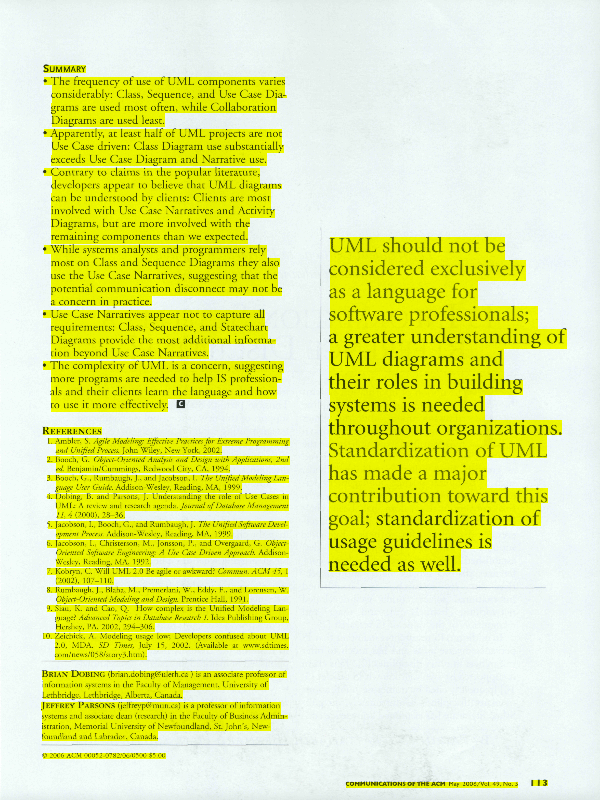 SUMMARY
• The frequency of use of UML components varies
considerably: Class, Sequence, and Use Case Dia-
grams are used most often, while Collaboration
Diagrams are used least.
• Apparently, at least half of UML projects are not
Use Case driven: Class Diagram use substantially
exceeds Use Case Diagram and Narrative use.
• Contrary to claims in the popular literature,
developers appear to believe that UML diagrams
can be understood by clients: Clients are most
involved with Use Case Narratives and Activity
Diagrams, but are more involved with the
remaining components than we expected.
• While systems analysts and programmers rely
most on Class and Sequence Diagrams they also
use the Use Case Narratives, suggesting that the
potential communication disconnect may not be
a concern in practice.
• Use Case Narratives appear not to capture all
requirements: Class, Sequence, and Statechart
Diagrams provide the most additional informa-
tion beyond Use Case Narratives.
• The complexity of UML is a concern, suggesting
more programs are needed to help IS profession-
als and their clients learn the language and how
to use it more effectively. C
REFERENCES
1. Ambler, S. Agile Modeling: Effective Practices for Extreme Programming
and Unified Process. John Wiley, New York, 2002.
2. Booch, G. Object-Oriented Analysis and Design with Applications, 2nd
ed. Benjamin/Cummings, Redwood City, CA, 1994.
3. Booch, G., Rumbaugh, J., and Jacobson, I. The Unified Modeling Lan-
guage User Guide. Addison-Wesley, Reading, MA, 1999.
4. Dobing, B. and Parsons, J. Understanding the role of Use Cases in
UML: A review and research agenda. Journal of Database Management
11, 4 (2000), 28–36.
5. Jacobson, I., Booch, G., and Rumbaugh, J. The Unified Software Devel-
opment Process. Addison-Wesley, Reading, MA, 1999.
6. Jacobson, I., Christerson, M., Jonsson, P., and Overgaard, G. Object-
Oriented Software Engineering: A Use Case Driven Approach. Addison-
Wesley, Reading, MA, 1992.
7. Kobryn, C. Will UML 2.0 Be agile or awkward? Commun. ACM 45, 1
(2002), 107–110.
8. Rumbaugh, J., Blaha, M., Premerlani, W., Eddy, F., and Lorensen, W.
Object-Oriented Modeling and Design. Prentice Hall, 1991.
9. Siau, K. and Cao, Q. How complex is the Unified Modeling Lan-
guage? Advanced Topics in Database Research 1. Idea Publishing Group,
Hershey, PA, 2002, 294–306.
10. Zeichick, A. Modeling usage low; Developers confused about UML
2.0, MDA. SD Times, July 15, 2002. (Available at www.sdtimes.
com/news/058/story3.htm).
BRIAN DOBING (brian.dobing@uleth.ca ) is an associate professor of
information systems in the Faculty of Management, University of
Lethbridge, Lethbridge, Alberta, Canada.
JEFFREY PARSONS (jeffreyp@mun.ca) is a professor of information
systems and associate dean (research) in the Faculty of Business Admin-
istration, Memorial University of Newfoundland, St. John's, New-
foundland and Labrador, Canada.
© 2006 ACM 0002-0782/06/0500 $5.00
UML should not be
considered exclusively
as a language for
software professionals;
a greater understanding of
UML diagrams and
their roles in building
systems is needed
throughout organizations.
Standardization of UML
has made a major
contribution toward this
goal; standardization of
usage guidelines is
needed as well.
COMMUNICATIONS OF THE ACM May 2006/Vol. 49, No. 5 113